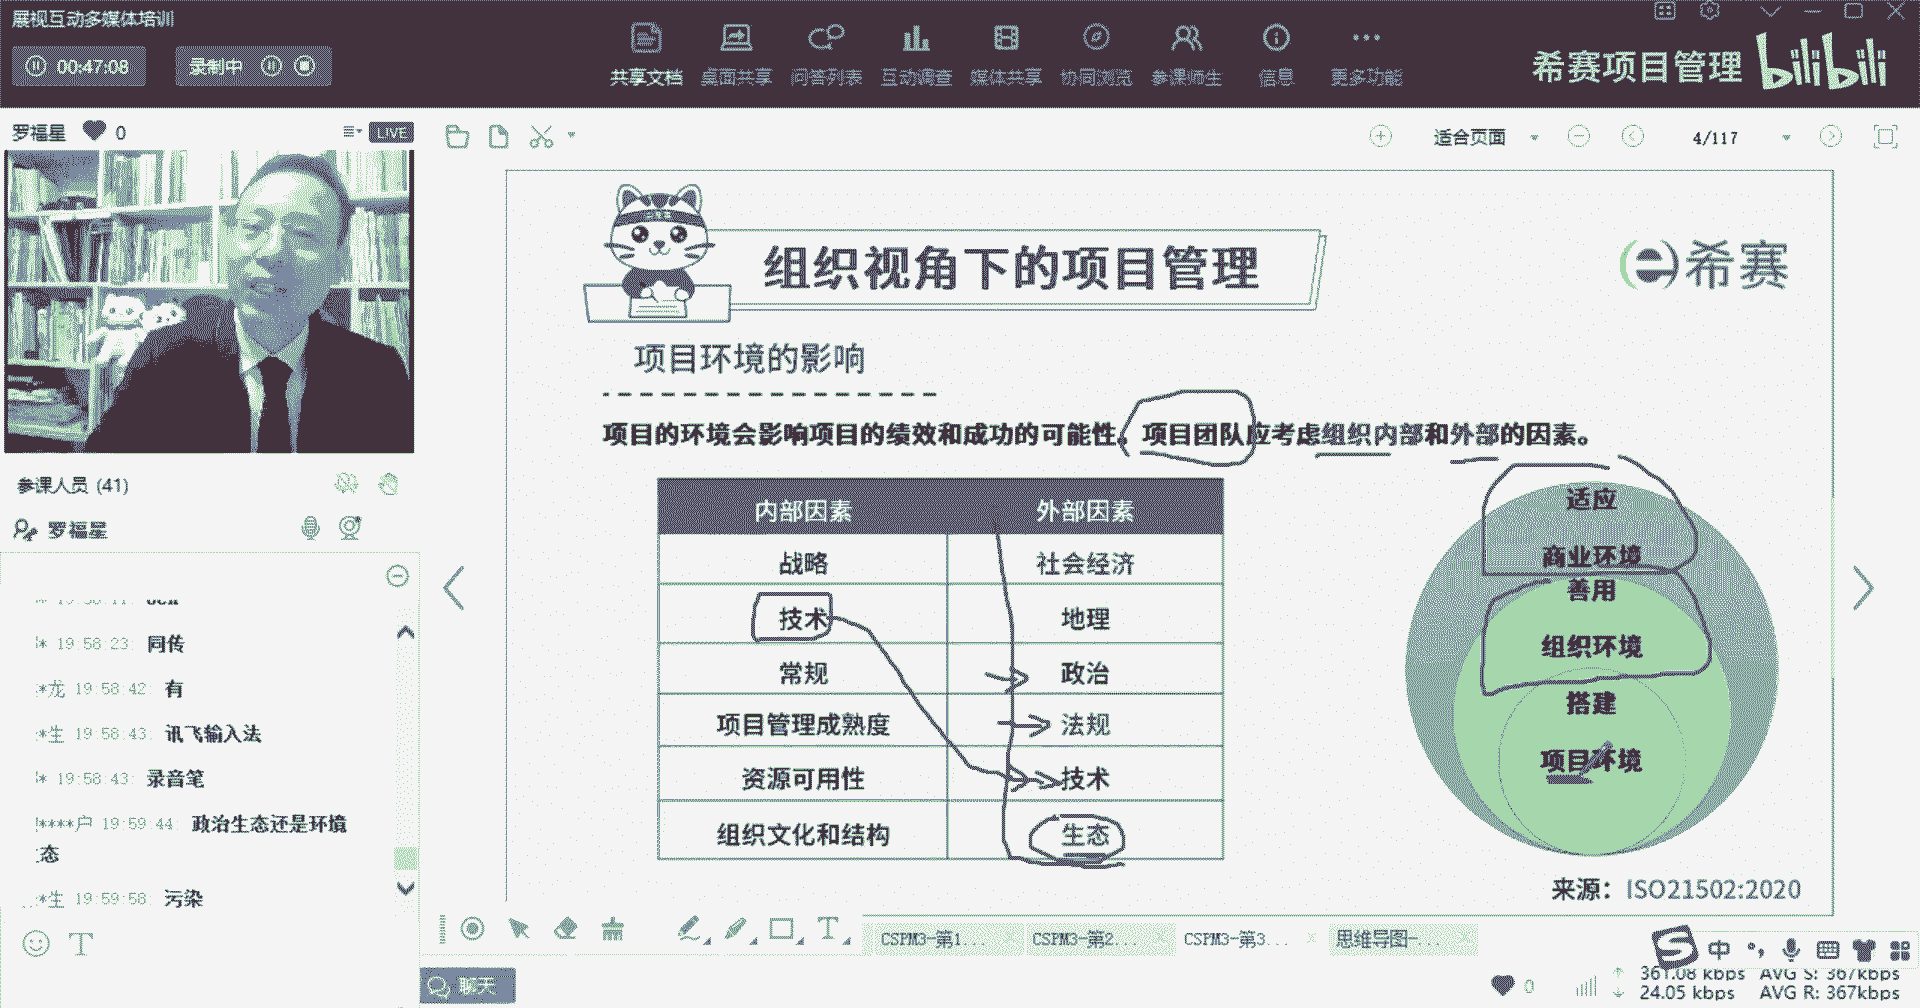 展视互动多媒体培训
00:47:08
录制中
共享文档 桌面共享 问答列表 互动调查 媒体共享 协同浏览 参课师生 信息 更多功能
希赛项目管理 bilibili
罗福星 0 LIVE
适合页面 4/117
组织视角下的项目管理
希赛
项目环境的影响
项目的环境会影响项目的绩效和成功的可能性。项目团队应考虑组织内部和外部的因素。
内部因素 外部因素
战略 社会经济
技术 地理
常规 政治
项目管理成熟度 法规
资源可用性 技术
组织文化和结构 生态
适应
商业环境
善用
组织环境
搭建
项目环境
来源：ISO21502:2020
参课人员 (41)
罗福星
* 19:58:23: 同传
*龙 19:58:42: 有
*生 19:58:43: 讯飞输入法
* 19:58:43: 录音笔
****户 19:59:44: 政治生态还是环境
态
*生 19:59:58: 污染
T
CSPM3-第1... CSPM3-第2... CSPM3-第3... 思维导图-...
中
聊天
0
361.08 kbps AVG S: 367kbps
24.05 kbps AVG R: 367kbps